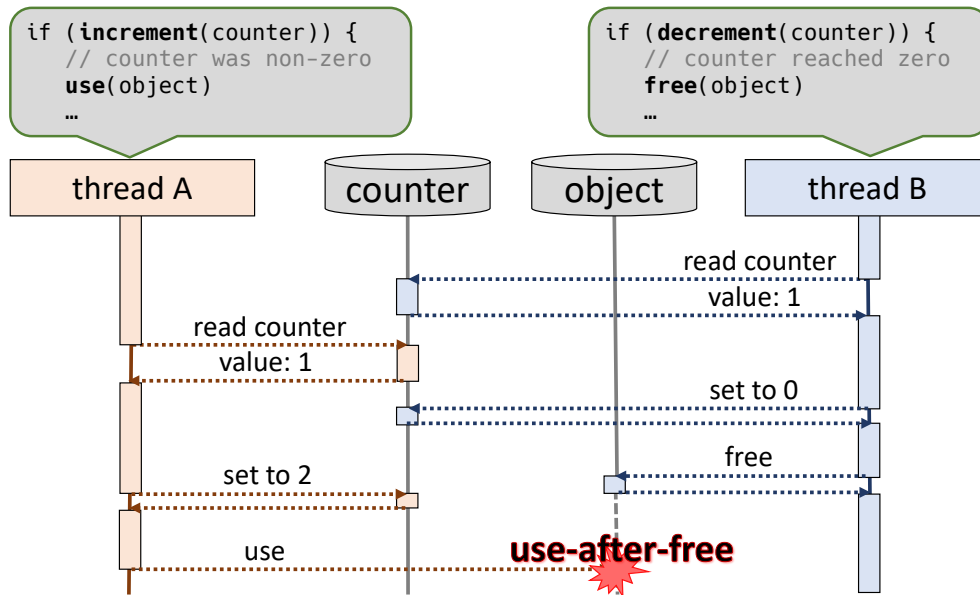 if (increment(counter)) {
// counter was non-zero
use(object)
…
if (decrement(counter)) {
// counter reached zero
free(object)
…
thread A
counter
object
thread B
read counter
value: 1
read counter
value: 1
set to 0
free
set to 2
use-after-free
use